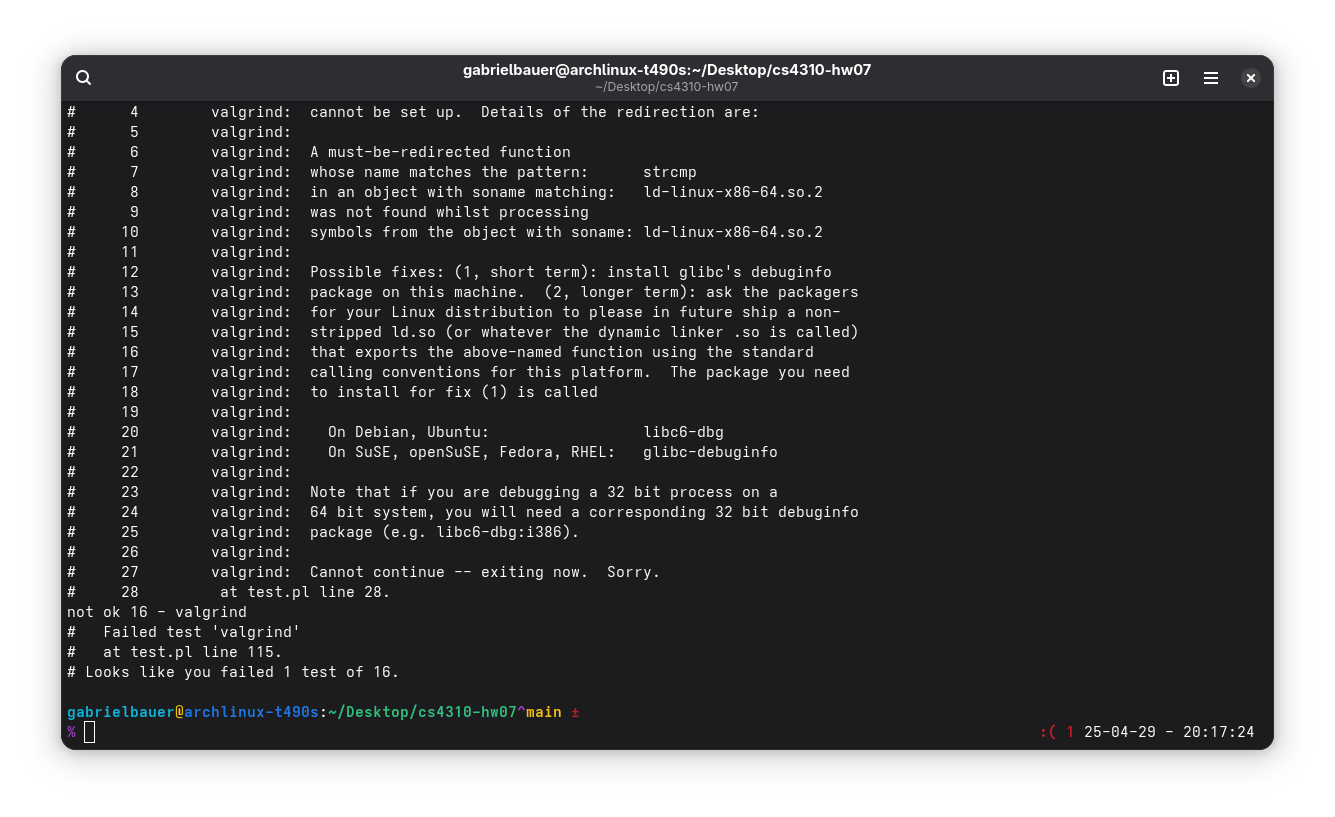 gabrielbauer@archlinux-t490s:~/Desktop/cs4310-hw07
~/Desktop/cs4310-hw07
#      4        valgrind:  cannot be set up.  Details of the redirection are:
#      5        valgrind:
#      6        valgrind:  A must-be-redirected function
#      7        valgrind:  whose name matches the pattern:      strcmp
#      8        valgrind:  in an object with soname matching:   ld-linux-x86-64.so.2
#      9        valgrind:  was not found whilst processing
#     10        valgrind:  symbols from the object with soname: ld-linux-x86-64.so.2
#     11        valgrind:
#     12        valgrind:  Possible fixes: (1, short term): install glibc's debuginfo
#     13        valgrind:  package on this machine.  (2, longer term): ask the packagers
#     14        valgrind:  for your Linux distribution to please in future ship a non-
#     15        valgrind:  stripped ld.so (or whatever the dynamic linker .so is called)
#     16        valgrind:  that exports the above-named function using the standard
#     17        valgrind:  calling conventions for this platform.  The package you need
#     18        valgrind:  to install for fix (1) is called
#     19        valgrind:
#     20        valgrind:    On Debian, Ubuntu:                 libc6-dbg
#     21        valgrind:    On SuSE, openSuSE, Fedora, RHEL:   glibc-debuginfo
#     22        valgrind:
#     23        valgrind:  Note that if you are debugging a 32 bit process on a
#     24        valgrind:  64 bit system, you will need a corresponding 32 bit debuginfo
#     25        valgrind:  package (e.g. libc6-dbg:i386).
#     26        valgrind:
#     27        valgrind:  Cannot continue -- exiting now.  Sorry.
#     28         at test.pl line 28.
not ok 16 - valgrind
#   Failed test 'valgrind'
#   at test.pl line 115.
# Looks like you failed 1 test of 16.
gabrielbauer@archlinux-t490s:~/Desktop/cs4310-hw07^main ±
% :( 1 25-04-29 - 20:17:24